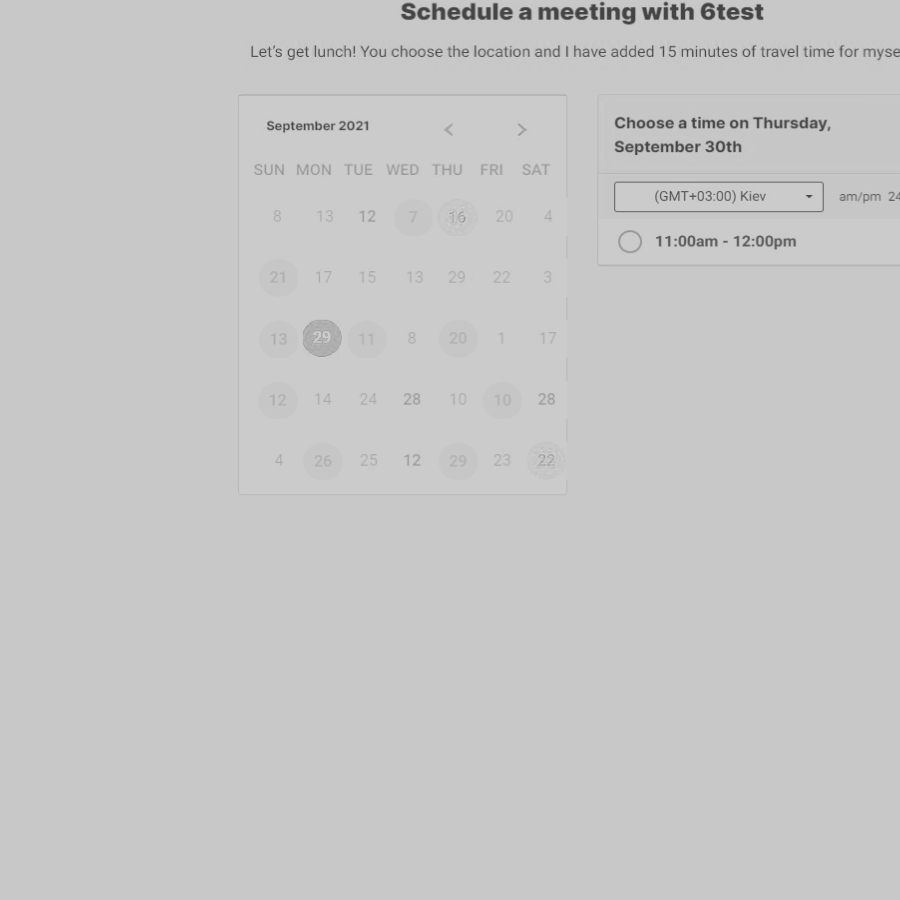 Schedule a meeting with 6test
Let's get lunch! You choose the location and I have added 15 minutes of travel time for myse
September 2021
SUN MON TUE WED THU FRI SAT
8 13 12 7 16 20 4
21 17 15 13 29 22 3
13 29 11 8 20 1 17
12 14 24 28 10 10 28
4 26 25 12 29 23 22
Choose a time on Thursday,
September 30th
(GMT+03:00) Kiev
am/pm 24
11:00am - 12:00pm